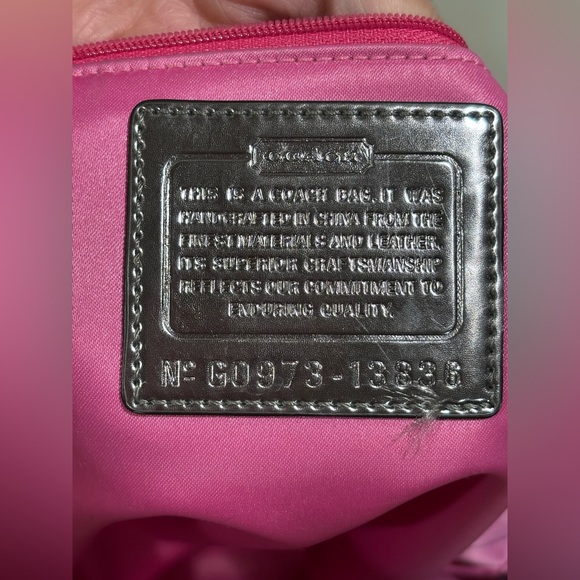 COACH
THIS IS A COACH BAG. IT WAS
HANDCRAFTED IN CHINA FROM THE
FINEST MATERIALS AND LEATHER.
ITS SUPERIOR CRAFTSMANSHIP
REFLECTS OUR COMMITMENT TO
ENDURING QUALITY.
Nº G0973-13836